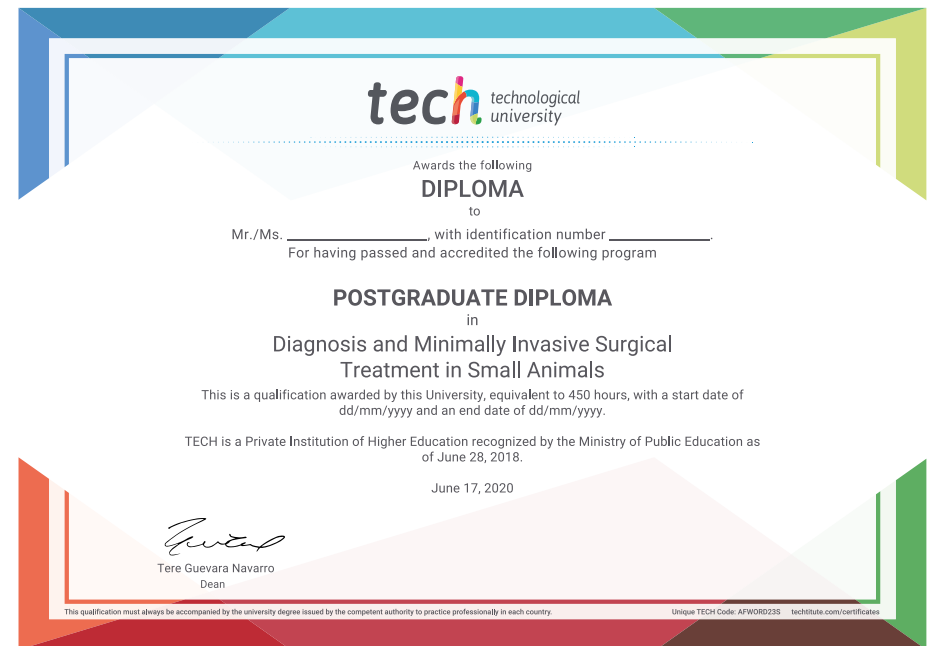 tech technological
university
Awards the following
DIPLOMA
to
Mr./Ms. ____________________, with identification number ______________.
For having passed and accredited the following program
POSTGRADUATE DIPLOMA
in
Diagnosis and Minimally Invasive Surgical
Treatment in Small Animals
This is a qualification awarded by this University, equivalent to 450 hours, with a start date of
dd/mm/yyyy and an end date of dd/mm/yyyy.
TECH is a Private Institution of Higher Education recognized by the Ministry of Public Education as
of June 28, 2018.
June 17, 2020
Tere Guevara Navarro
Dean
This qualification must always be accompanied by the university degree issued by the competent authority to practice professionally in each country.
Unique TECH Code: AFWORD23S techtitute.com/certificates